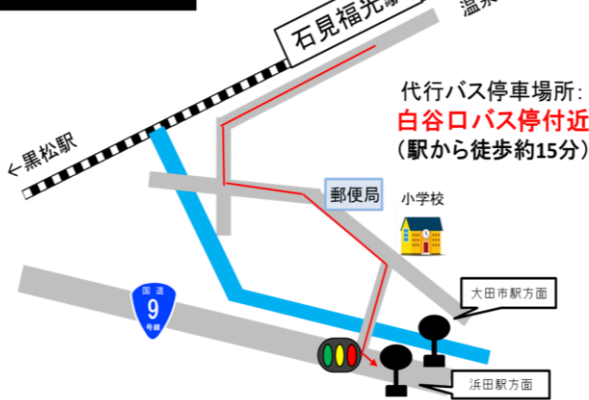 石見福光駅
温泉
代行バス停車場所：
白谷口バス停付近
（駅から徒歩約15分）
←黒松駅
郵便局
小学校
国道
9
号線
大田市駅方面
浜田駅方面